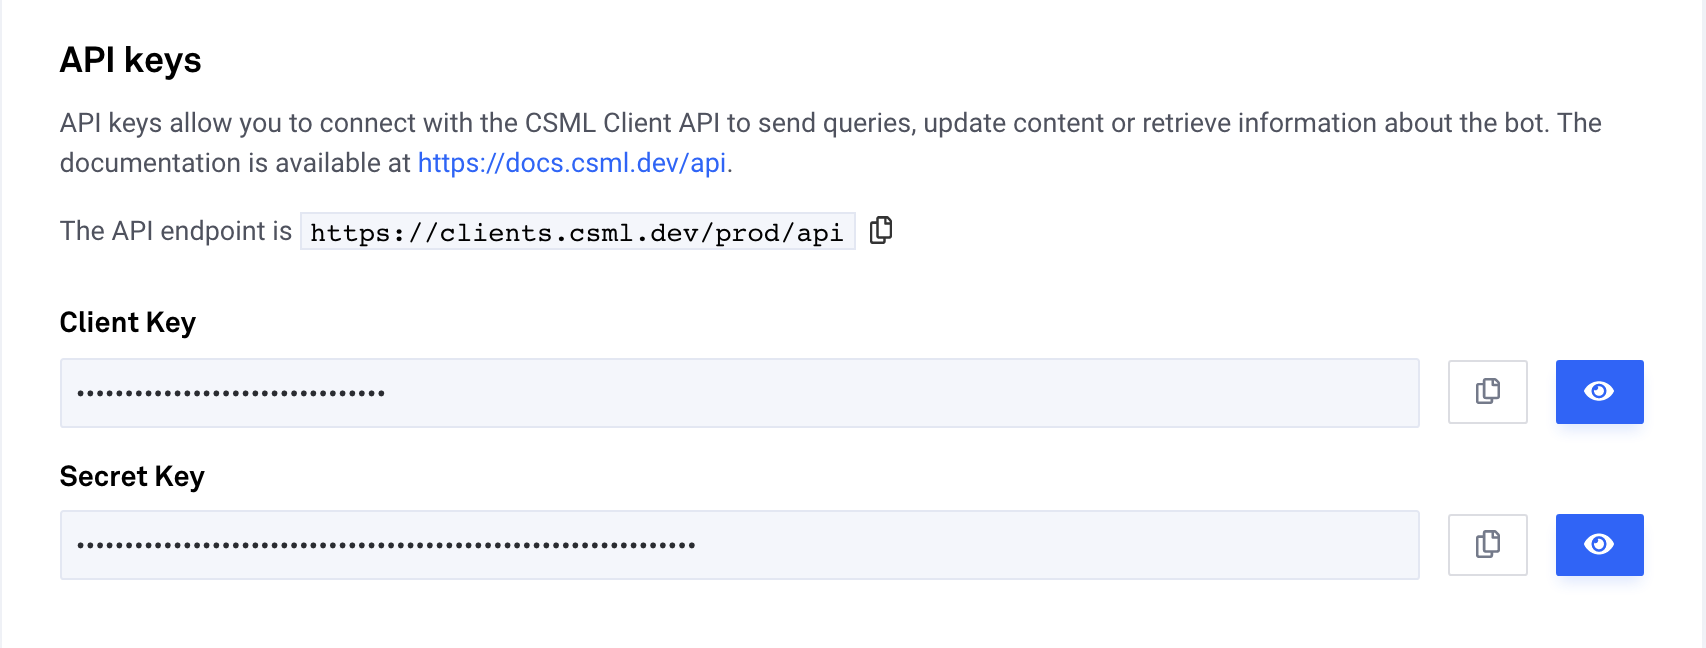 API keys
API keys allow you to connect with the CSML Client API to send queries, update content or retrieve information about the bot. The
documentation is available at https://docs.csml.dev/api.
The API endpoint is https://clients.csml.dev/prod/api
Client Key
••••••••••••••••••••••••••••••••
Secret Key
••••••••••••••••••••••••••••••••••••••••••••••••••••••••••••••••